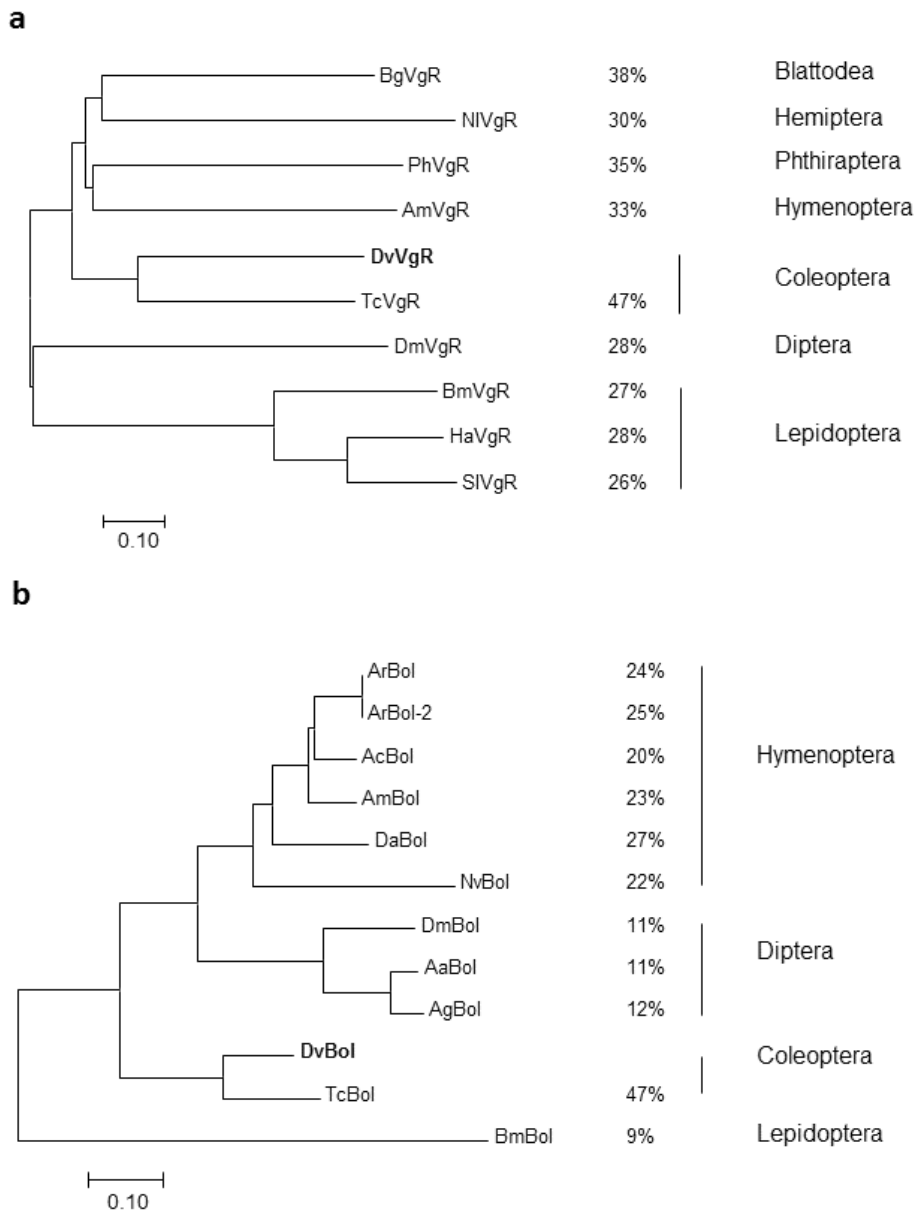 a
BgVgR 38% Blattodea
NlVgR 30% Hemiptera
PhVgR 35% Phthiraptera
AmVgR 33% Hymenoptera
DvVgR
Coleoptera
TcVgR 47%
DmVgR 28% Diptera
BmVgR 27%
HaVgR 28% Lepidoptera
SlVgR 26%
0.10
b
ArBol 24%
ArBol-2 25%
AcBol 20% Hymenoptera
AmBol 23%
DaBol 27%
NvBol 22%
DmBol 11%
Diptera
AaBol 11%
AgBol 12%
DvBol Coleoptera
TcBol 47%
BmBol 9% Lepidoptera
0.10